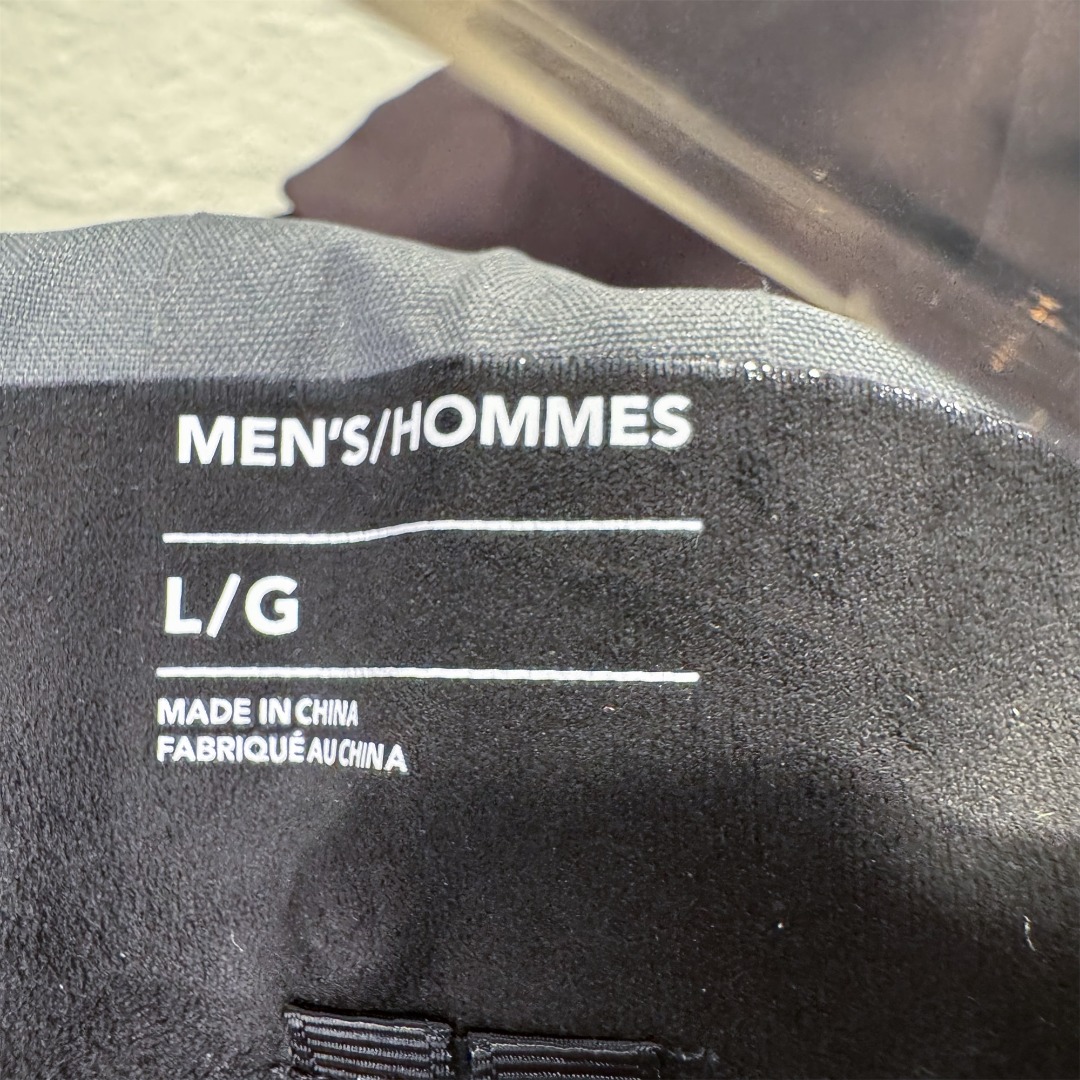 MEN'S/HOMMES
L/G
MADE IN CHINA
FABRIQUÉ AU CHINA